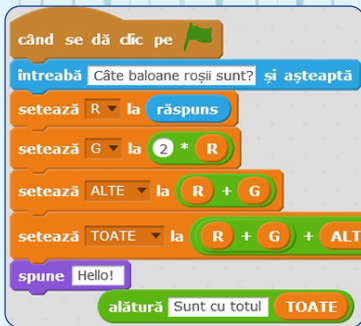 când se dă clic pe
întreabă Câte baloane roșii sunt? și așteaptă
setează R la răspuns
setează G la 2 * R
setează ALTE la R + G
setează TOATE la R + G + ALT
spune Hello!
alătură Sunt cu totul TOATE